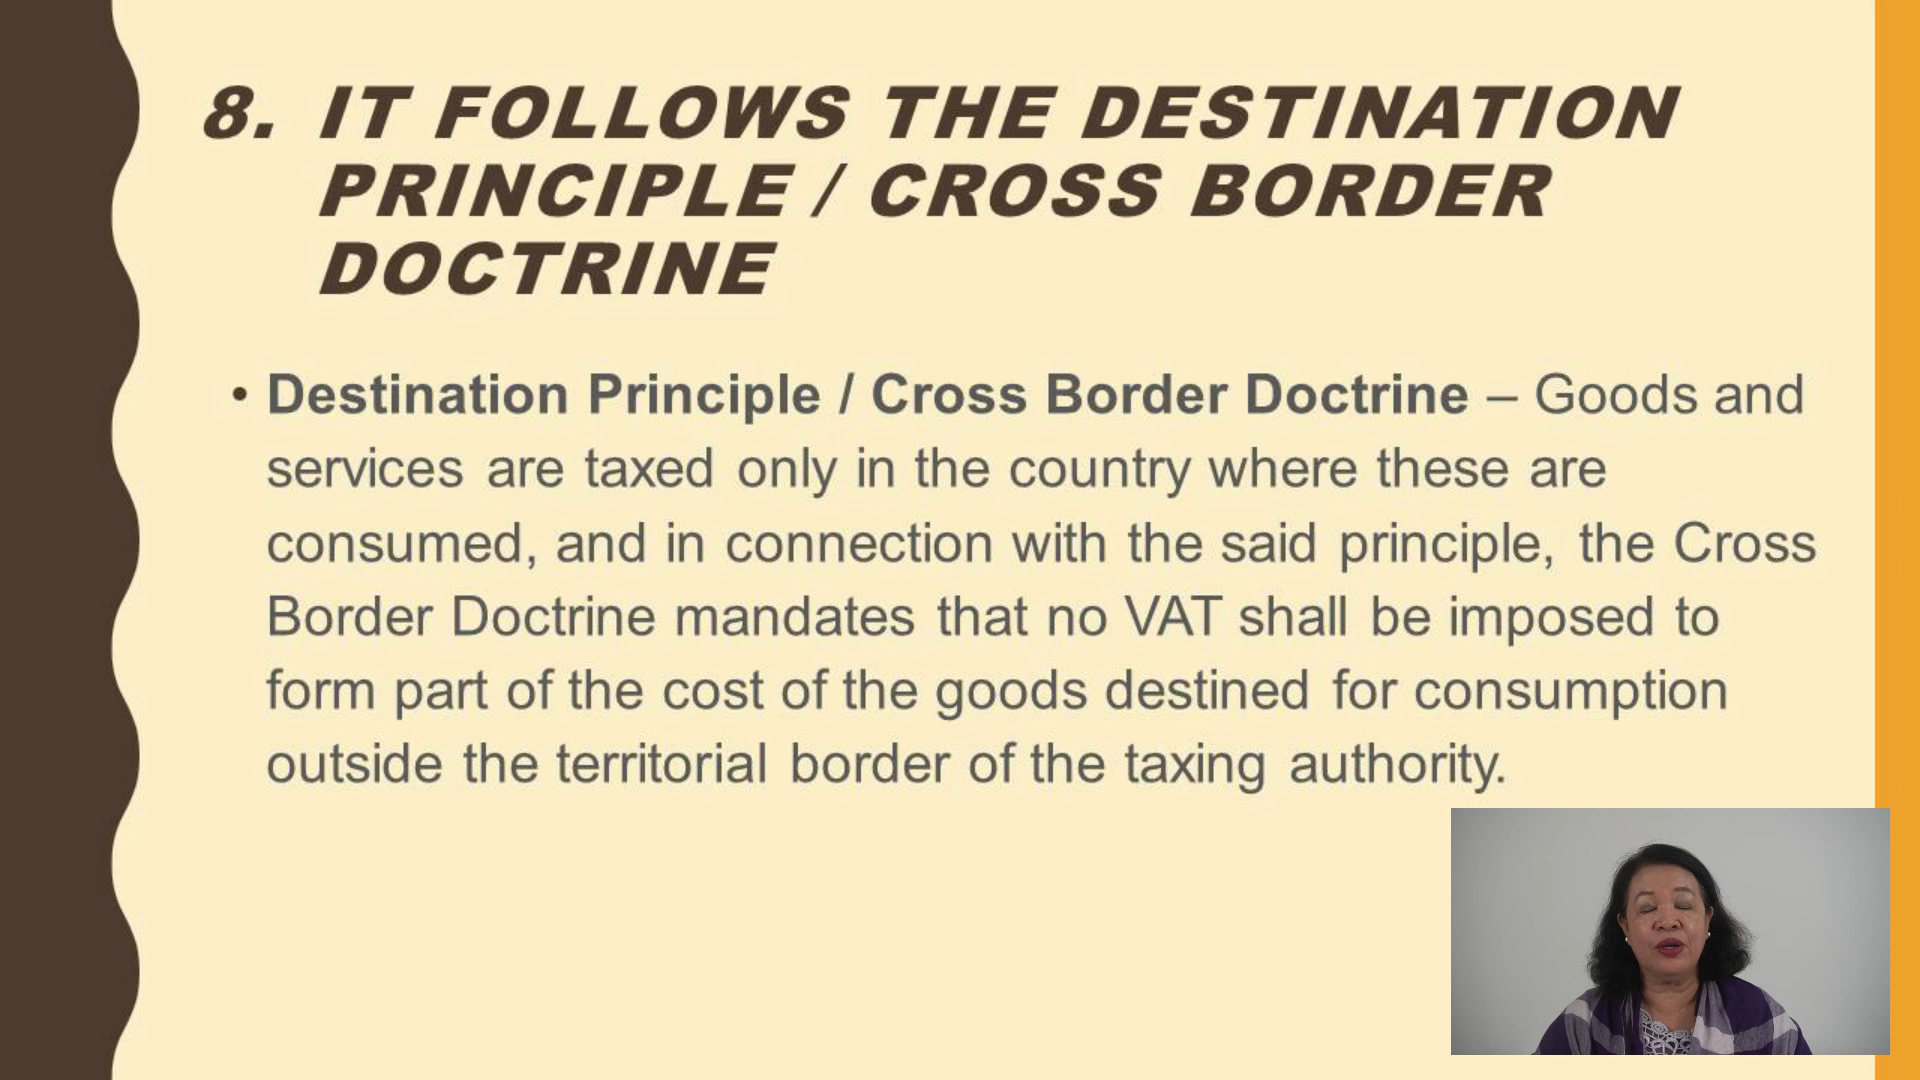 8. IT FOLLOWS THE DESTINATION
PRINCIPLE / CROSS BORDER
DOCTRINE
• Destination Principle / Cross Border Doctrine – Goods and
services are taxed only in the country where these are
consumed, and in connection with the said principle, the Cross
Border Doctrine mandates that no VAT shall be imposed to
form part of the cost of the goods destined for consumption
outside the territorial border of the taxing authority.